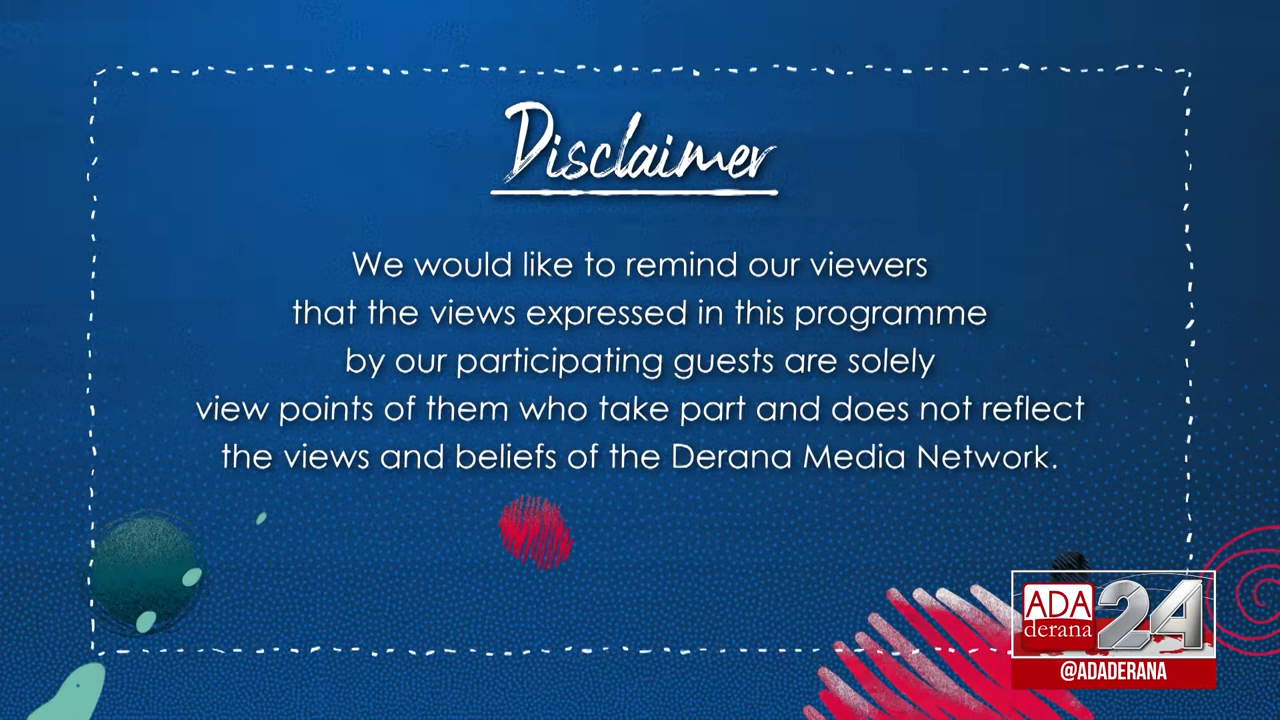 Disclaimer
We would like to remind our viewers
that the views expressed in this programme
by our participating guests are solely
view points of them who take part and does not reflect
the views and beliefs of the Derana Media Network.
ADA
derana
24
@ADADERANA